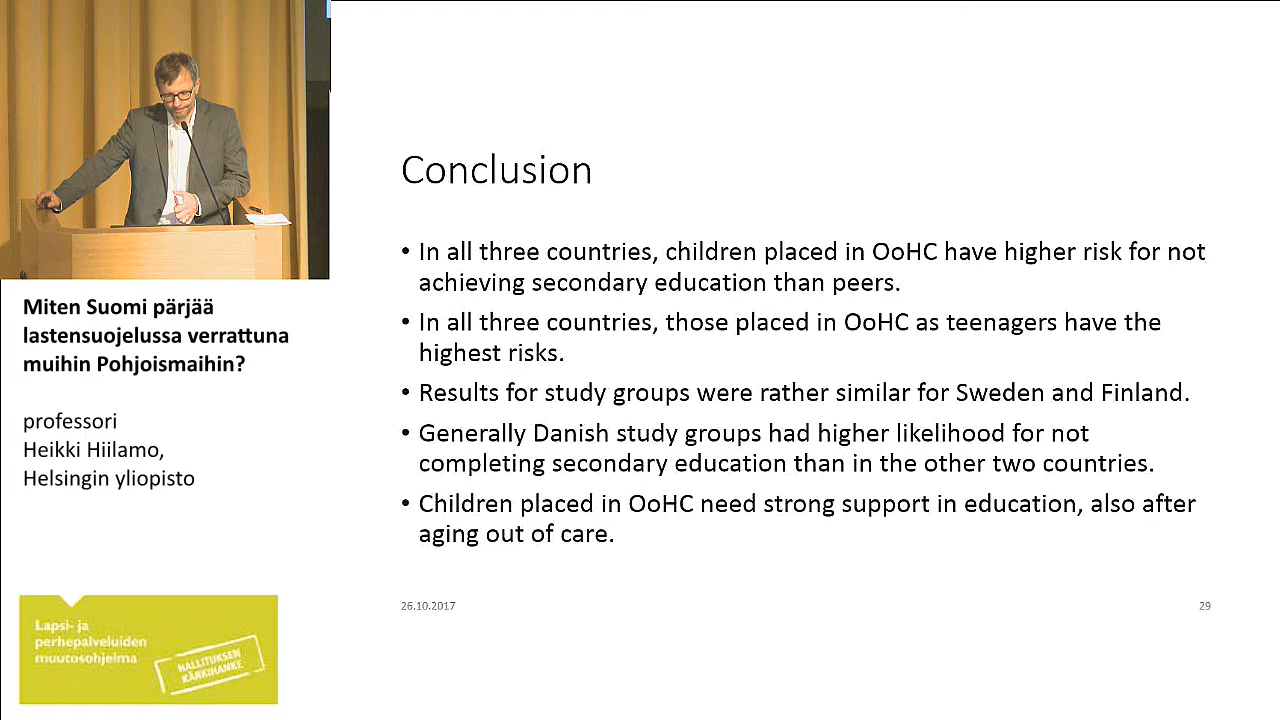 Miten Suomi pärjää
lastensuojelussa verrattuna
muihin Pohjoismaihin?
professori
Heikki Hiilamo,
Helsingin yliopisto
Lapsi- ja
perhepalveluiden
muutosohjelma
HALLITUKSEN
KÄRKIHANKE
Conclusion
• In all three countries, children placed in OoHC have higher risk for not
achieving secondary education than peers.
• In all three countries, those placed in OoHC as teenagers have the
highest risks.
• Results for study groups were rather similar for Sweden and Finland.
• Generally Danish study groups had higher likelihood for not
completing secondary education than in the other two countries.
• Children placed in OoHC need strong support in education, also after
aging out of care.
26.10.2017
29